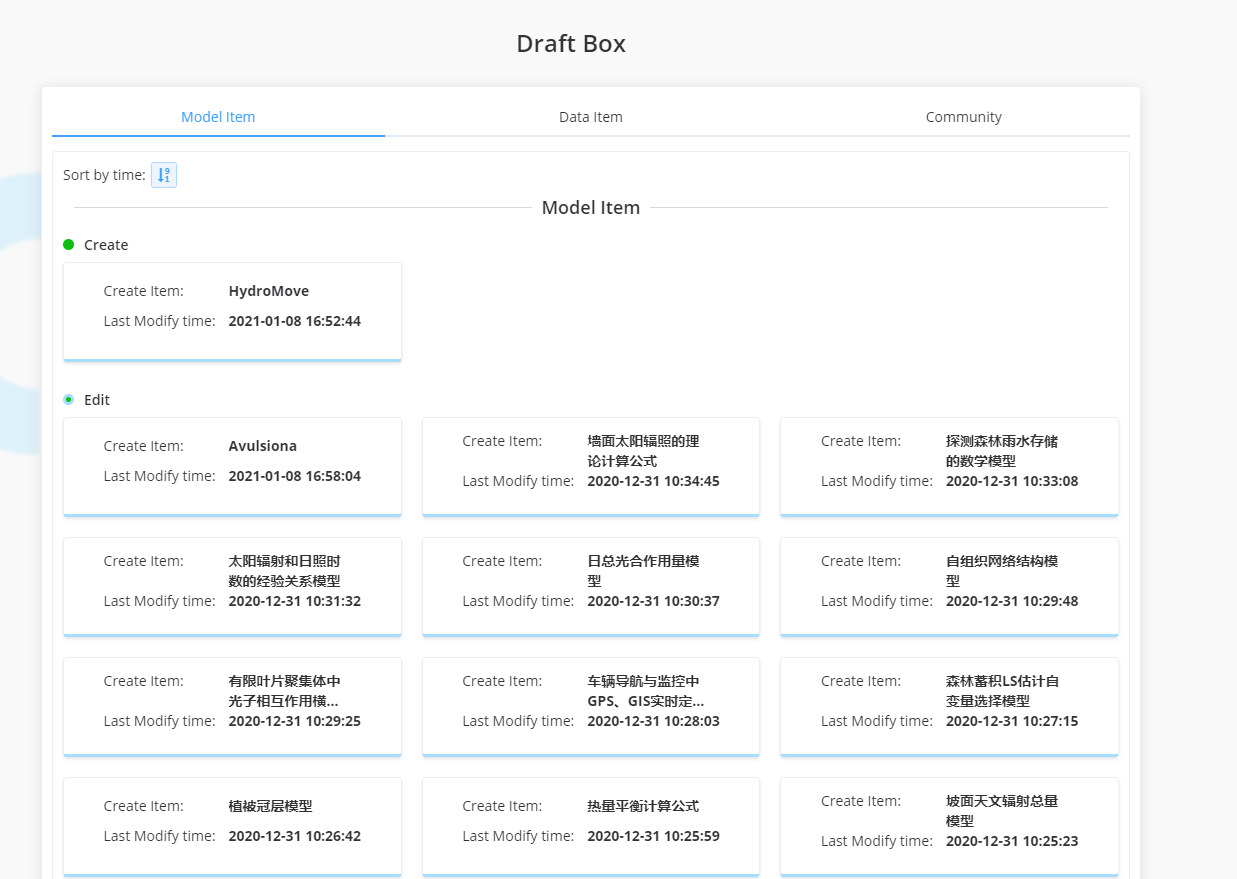 Draft Box
Model Item
Data Item
Community
Sort by time:
Model Item
Create
Create Item: HydroMove
Last Modify time: 2021-01-08 16:52:44
Edit
Create Item: Avulsiona
Last Modify time: 2021-01-08 16:58:04
Create Item: 墙面太阳辐照的理
论计算公式
Last Modify time: 2020-12-31 10:34:45
Create Item: 探测森林雨水存储
的数学模型
Last Modify time: 2020-12-31 10:33:08
Create Item: 太阳辐射和日照时
数的经验关系模型
Last Modify time: 2020-12-31 10:31:32
Create Item: 日总光合作用量模
型
Last Modify time: 2020-12-31 10:30:37
Create Item: 自组织网络结构模
型
Last Modify time: 2020-12-31 10:29:48
Create Item: 有限叶片聚集体中
光子相互作用横...
Last Modify time: 2020-12-31 10:29:25
Create Item: 车辆导航与监控中
GPS、GIS实时定...
Last Modify time: 2020-12-31 10:28:03
Create Item: 森林蓄积LS估计自
变量选择模型
Last Modify time: 2020-12-31 10:27:15
Create Item: 植被冠层模型
Last Modify time: 2020-12-31 10:26:42
Create Item: 热量平衡计算公式
Last Modify time: 2020-12-31 10:25:59
Create Item: 坡面天文辐射总量
模型
Last Modify time: 2020-12-31 10:25:23